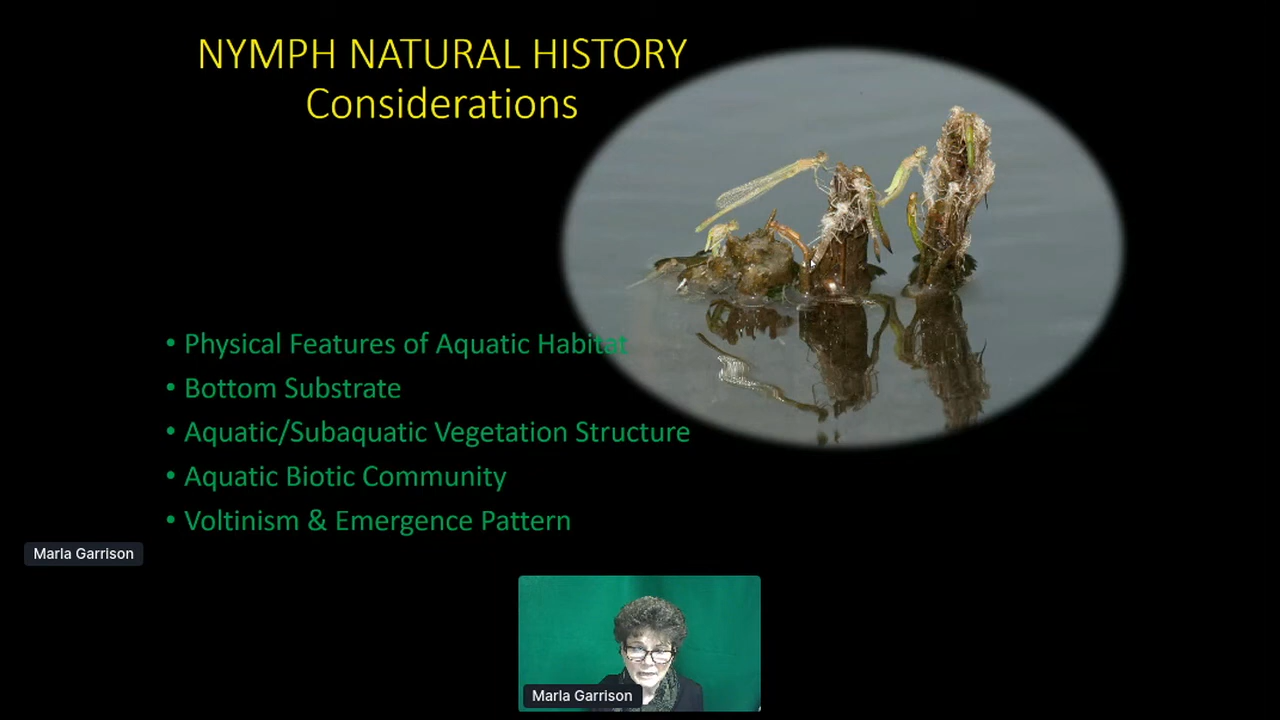 NYMPH NATURAL HISTORY
Considerations
• Physical Features of Aquatic Habitat
• Bottom Substrate
• Aquatic/Subaquatic Vegetation Structure
• Aquatic Biotic Community
• Voltinism & Emergence Pattern
Marla Garrison
Marla Garrison